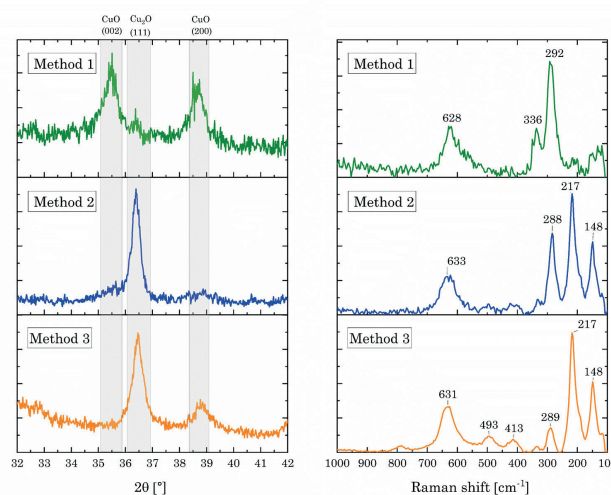 CuO Cu₂O CuO
(002) (111) (200)
Method 1
Method 2
Method 3
32 33 34 35 36 37 38 39 40 41 42
2θ [°]
Method 1
628
336
292
Method 2
633
288
217
148
Method 3
631
493
413
289
217
148
1000 900 800 700 600 500 400 300 200 10
Raman shift [cm⁻¹]